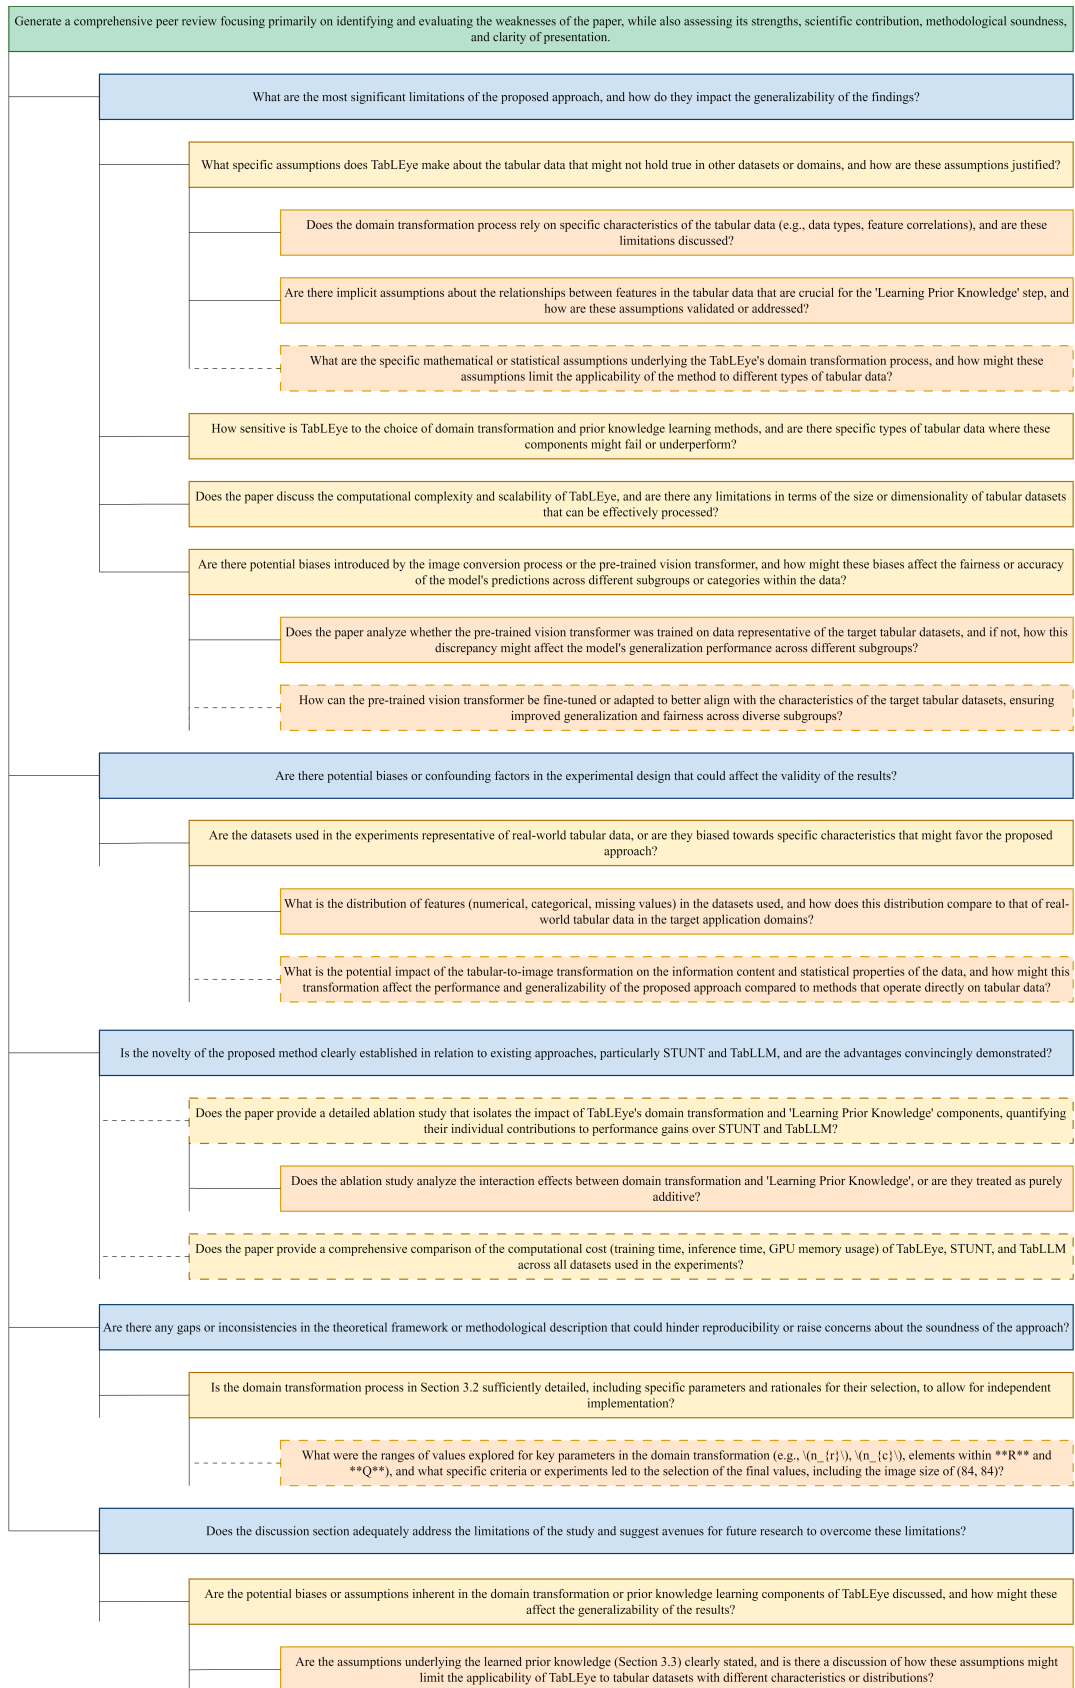 Generate a comprehensive peer review focusing primarily on identifying and evaluating the weaknesses of the paper, while also assessing its strengths, scientific contribution, methodological soundness,
and clarity of presentation.
What are the most significant limitations of the proposed approach, and how do they impact the generalizability of the findings?
What specific assumptions does TabLEye make about the tabular data that might not hold true in other datasets or domains, and how are these assumptions justified?
Does the domain transformation process rely on specific characteristics of the tabular data (e.g., data types, feature correlations), and are these
limitations discussed?
Are there implicit assumptions about the relationships between features in the tabular data that are crucial for the 'Learning Prior Knowledge' step, and
how are these assumptions validated or addressed?
What are the specific mathematical or statistical assumptions underlying the TabLEye's domain transformation process, and how might these
assumptions limit the applicability of the method to different types of tabular data?
How sensitive is TabLEye to the choice of domain transformation and prior knowledge learning methods, and are there specific types of tabular data where these
components might fail or underperform?
Does the paper discuss the computational complexity and scalability of TabLEye, and are there any limitations in terms of the size or dimensionality of tabular datasets
that can be effectively processed?
Are there potential biases introduced by the image conversion process or the pre-trained vision transformer, and how might these biases affect the fairness or accuracy
of the model's predictions across different subgroups or categories within the data?
Does the paper analyze whether the pre-trained vision transformer was trained on data representative of the target tabular datasets, and if not, how this
discrepancy might affect the model's generalization performance across different subgroups?
How can the pre-trained vision transformer be fine-tuned or adapted to better align with the characteristics of the target tabular datasets, ensuring
improved generalization and fairness across diverse subgroups?
Are there potential biases or confounding factors in the experimental design that could affect the validity of the results?
Are the datasets used in the experiments representative of real-world tabular data, or are they biased towards specific characteristics that might favor the proposed
approach?
What is the distribution of features (numerical, categorical, missing values) in the datasets used, and how does this distribution compare to that of real-
world tabular data in the target application domains?
What is the potential impact of the tabular-to-image transformation on the information content and statistical properties of the data, and how might this
transformation affect the performance and generalizability of the proposed approach compared to methods that operate directly on tabular data?
Is the novelty of the proposed method clearly established in relation to existing approaches, particularly STUNT and TabLLM, and are the advantages convincingly demonstrated?
Does the paper provide a detailed ablation study that isolates the impact of TabLEye's domain transformation and 'Learning Prior Knowledge' components, quantifying
their individual contributions to performance gains over STUNT and TabLLM?
Does the ablation study analyze the interaction effects between domain transformation and 'Learning Prior Knowledge', or are they treated as purely
additive?
Does the paper provide a comprehensive comparison of the computational cost (training time, inference time, GPU memory usage) of TabLEye, STUNT, and TabLLM
across all datasets used in the experiments?
Are there any gaps or inconsistencies in the theoretical framework or methodological description that could hinder reproducibility or raise concerns about the soundness of the approach?
Is the domain transformation process in Section 3.2 sufficiently detailed, including specific parameters and rationales for their selection, to allow for independent
implementation?
What were the ranges of values explored for key parameters in the domain transformation (e.g., \(n_{r}\), \(n_{c}\), elements within **R** and
**Q**), and what specific criteria or experiments led to the selection of the final values, including the image size of (84, 84)?
Does the discussion section adequately address the limitations of the study and suggest avenues for future research to overcome these limitations?
Are the potential biases or assumptions inherent in the domain transformation or prior knowledge learning components of TabLEye discussed, and how might these
affect the generalizability of the results?
Are the assumptions underlying the learned prior knowledge (Section 3.3) clearly stated, and is there a discussion of how these assumptions might
limit the applicability of TabLEye to tabular datasets with different characteristics or distributions?